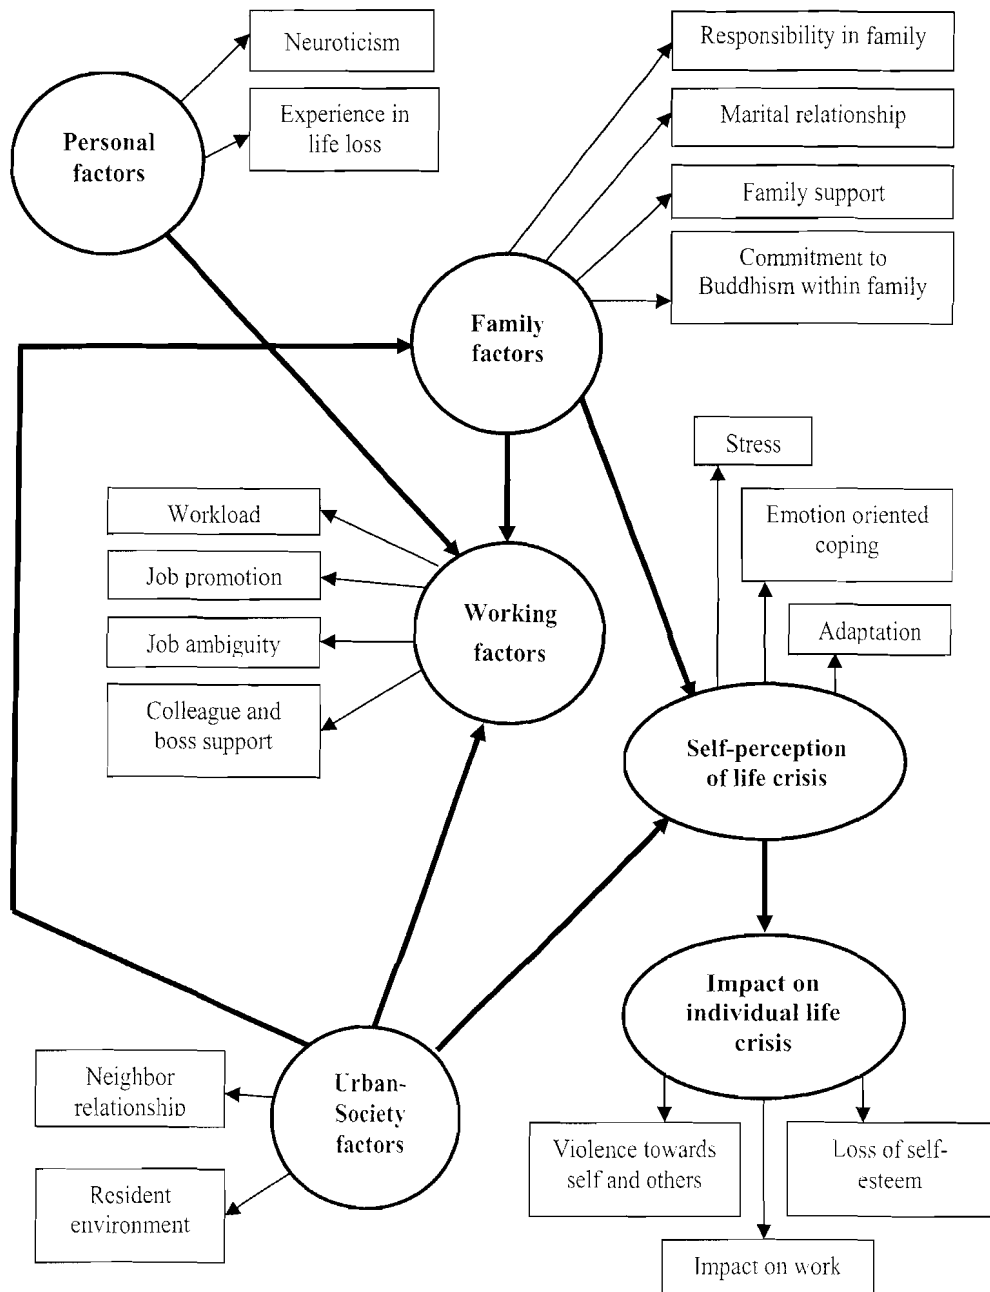 Neuroticism
Experience in
life loss
Personal
factors
Responsibility in family
Marital relationship
Family support
Commitment to
Buddhism within family
Family
factors
Stress
Emotion oriented
coping
Adaptation
Workload
Job promotion
Job ambiguity
Colleague and
boss support
Working
factors
Self-perception
of life crisis
Impact on
individual life
crisis
Neighbor
relationship
Resident
environment
Urban-
Society
factors
Violence towards
self and others
Loss of self-
esteem
Impact on work